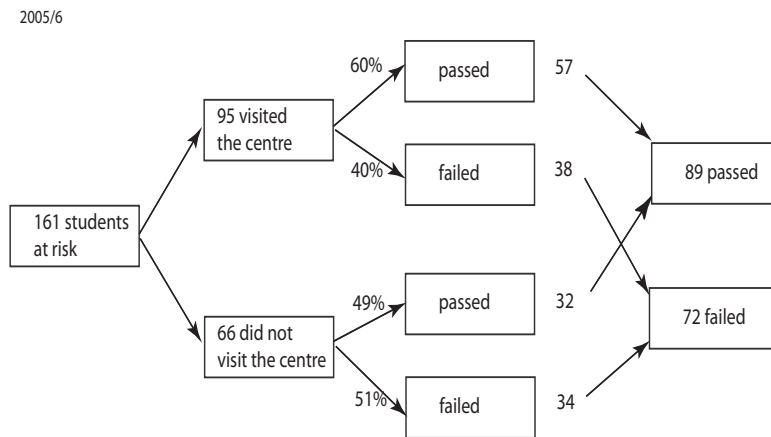 2005/6
60%
passed
57
95 visited
the centre
40%
failed
38
89 passed
161 students
at risk
49%
passed
32
66 did not
visit the centre
72 failed
51%
failed
34